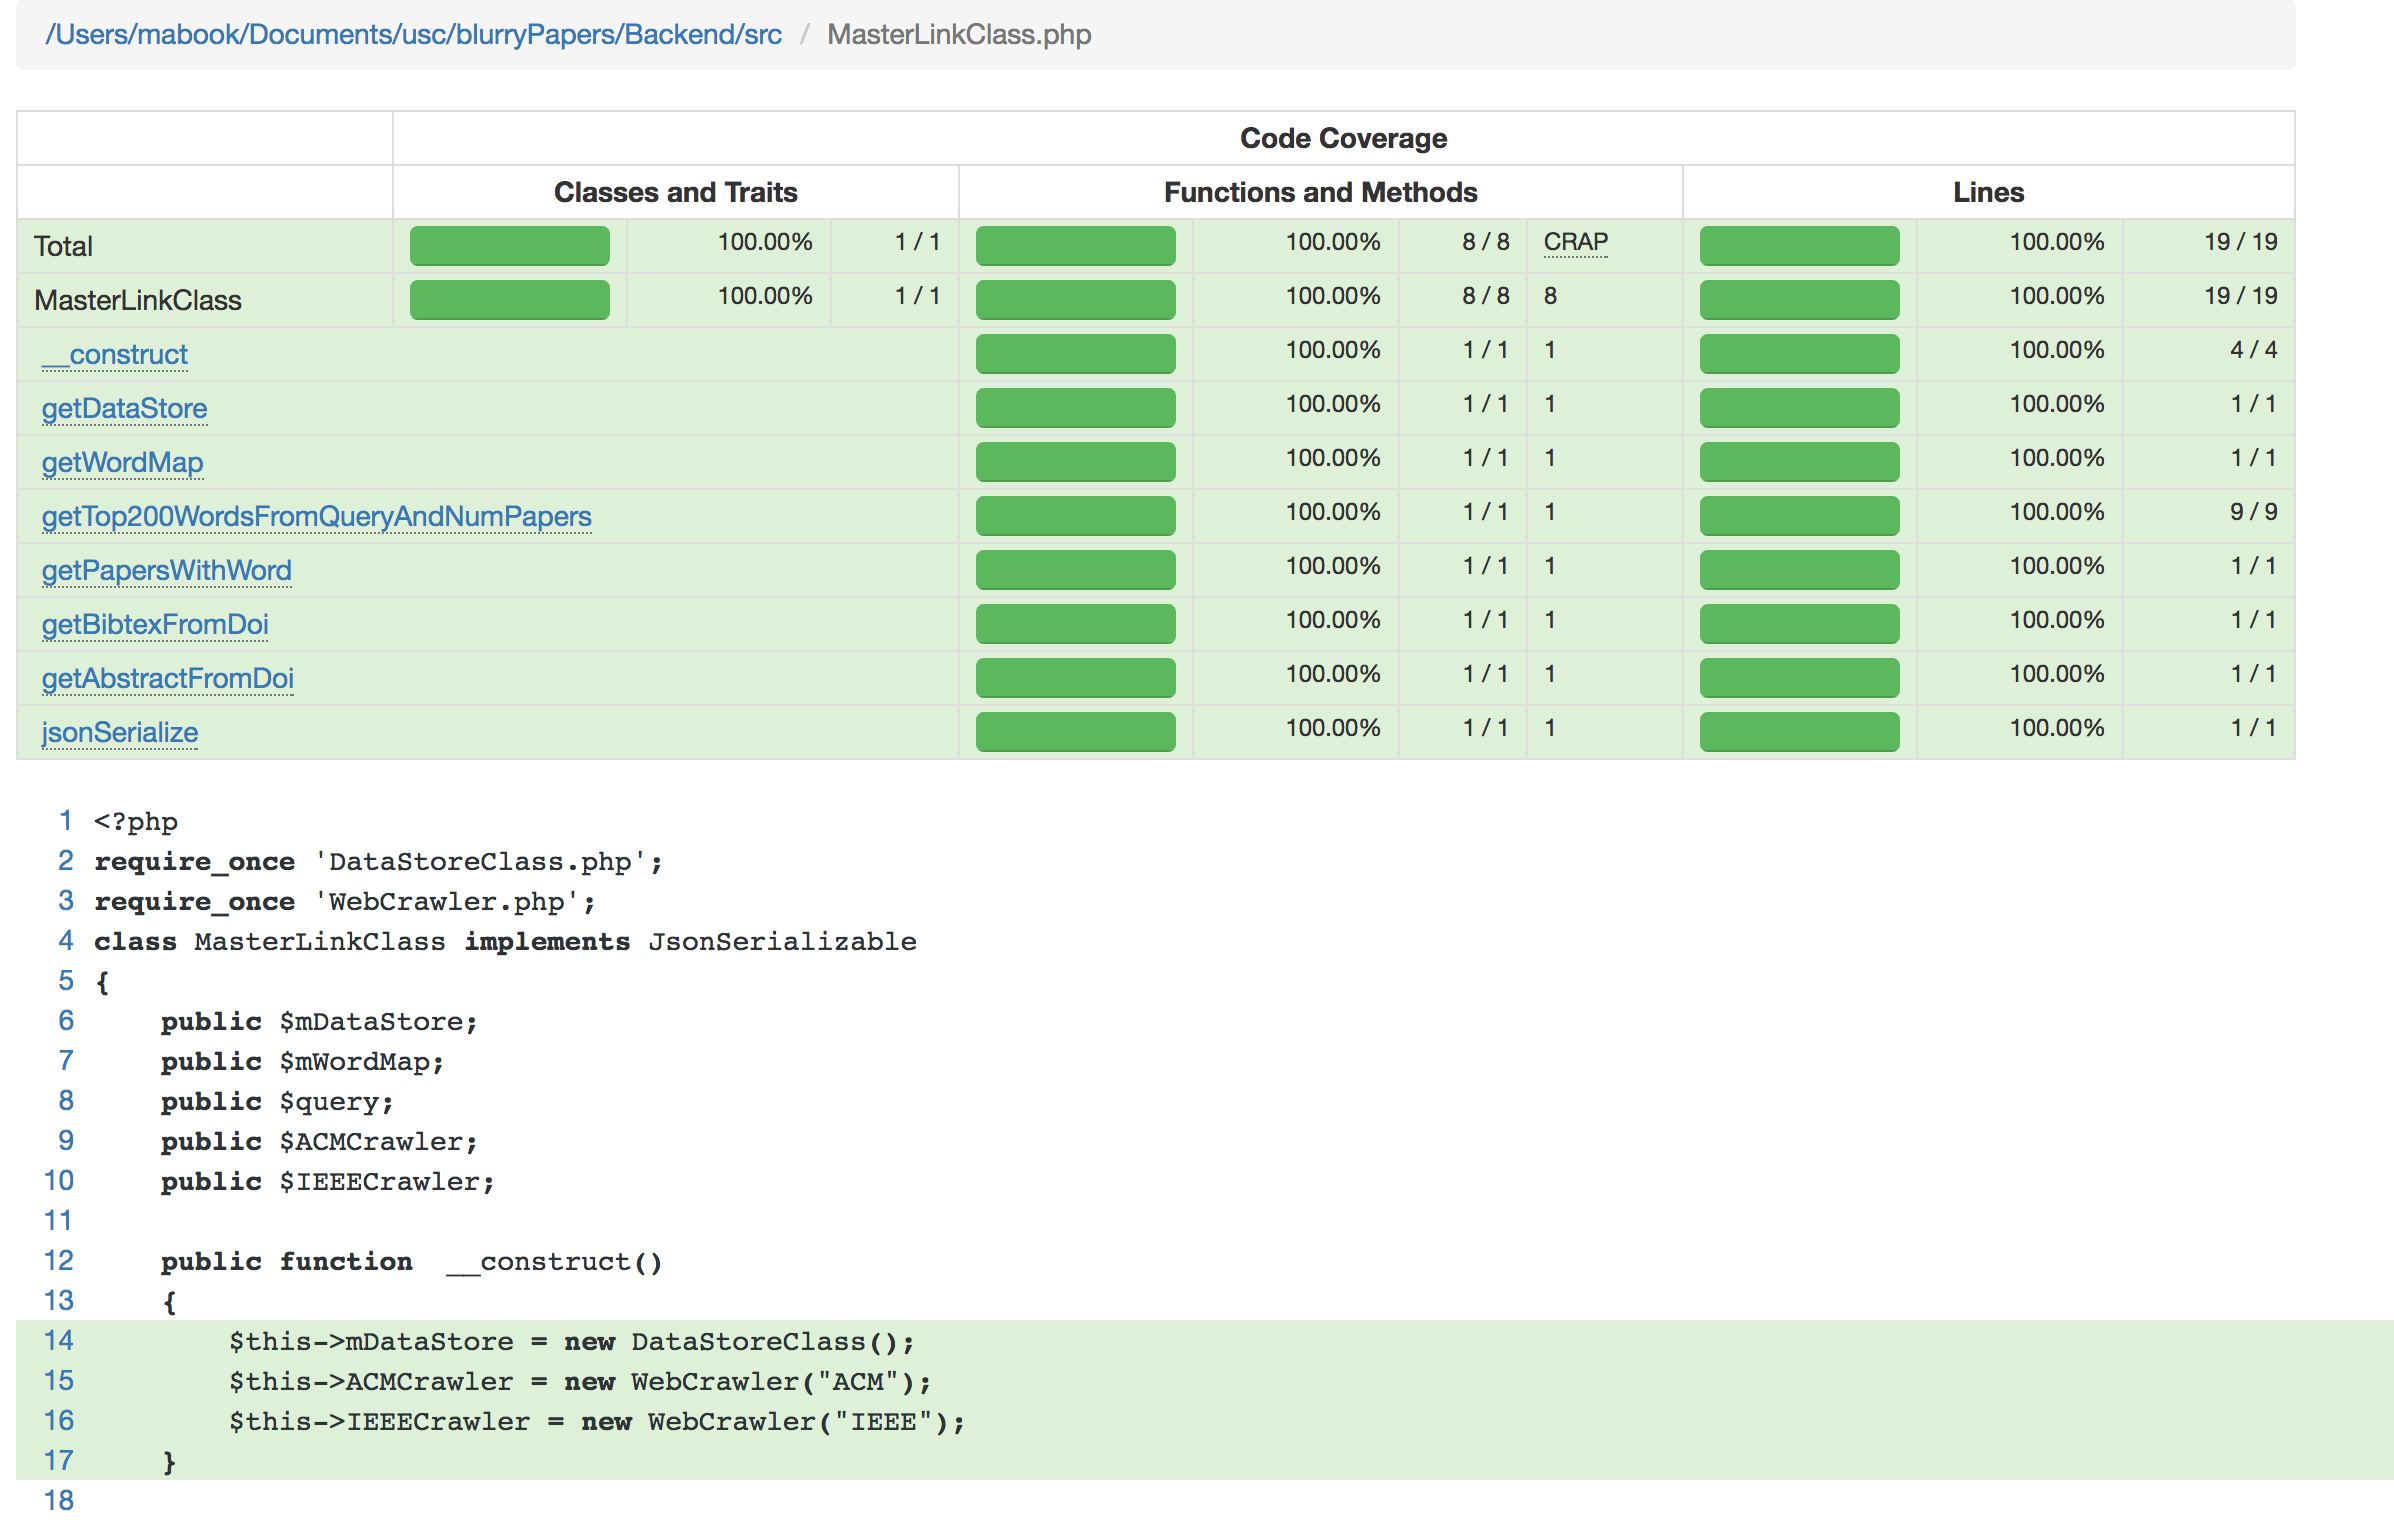 /Users/mabook/Documents/usc/blurryPapers/Backend/src / MasterLinkClass.php
Code Coverage
Classes and Traits Functions and Methods Lines
Total 100.00% 1 / 1 100.00% 8 / 8 CRAP 100.00% 19 / 19
MasterLinkClass 100.00% 1 / 1 100.00% 8 / 8 8 100.00% 19 / 19
__construct 100.00% 1 / 1 1 100.00% 4 / 4
getDataStore 100.00% 1 / 1 1 100.00% 1 / 1
getWordMap 100.00% 1 / 1 1 100.00% 1 / 1
getTop200WordsFromQueryAndNumPapers 100.00% 1 / 1 1 100.00% 9 / 9
getPapersWithWord 100.00% 1 / 1 1 100.00% 1 / 1
getBibtexFromDoi 100.00% 1 / 1 1 100.00% 1 / 1
getAbstractFromDoi 100.00% 1 / 1 1 100.00% 1 / 1
jsonSerialize 100.00% 1 / 1 1 100.00% 1 / 1
1 <?php
2 require_once 'DataStoreClass.php';
3 require_once 'WebCrawler.php';
4 class MasterLinkClass implements JsonSerializable
5 {
6     public $mDataStore;
7     public $mWordMap;
8     public $query;
9     public $ACMCrawler;
10     public $IEEECrawler;
11
12     public function  __construct()
13     {
14         $this->mDataStore = new DataStoreClass();
15         $this->ACMCrawler = new WebCrawler("ACM");
16         $this->IEEECrawler = new WebCrawler("IEEE");
17     }
18